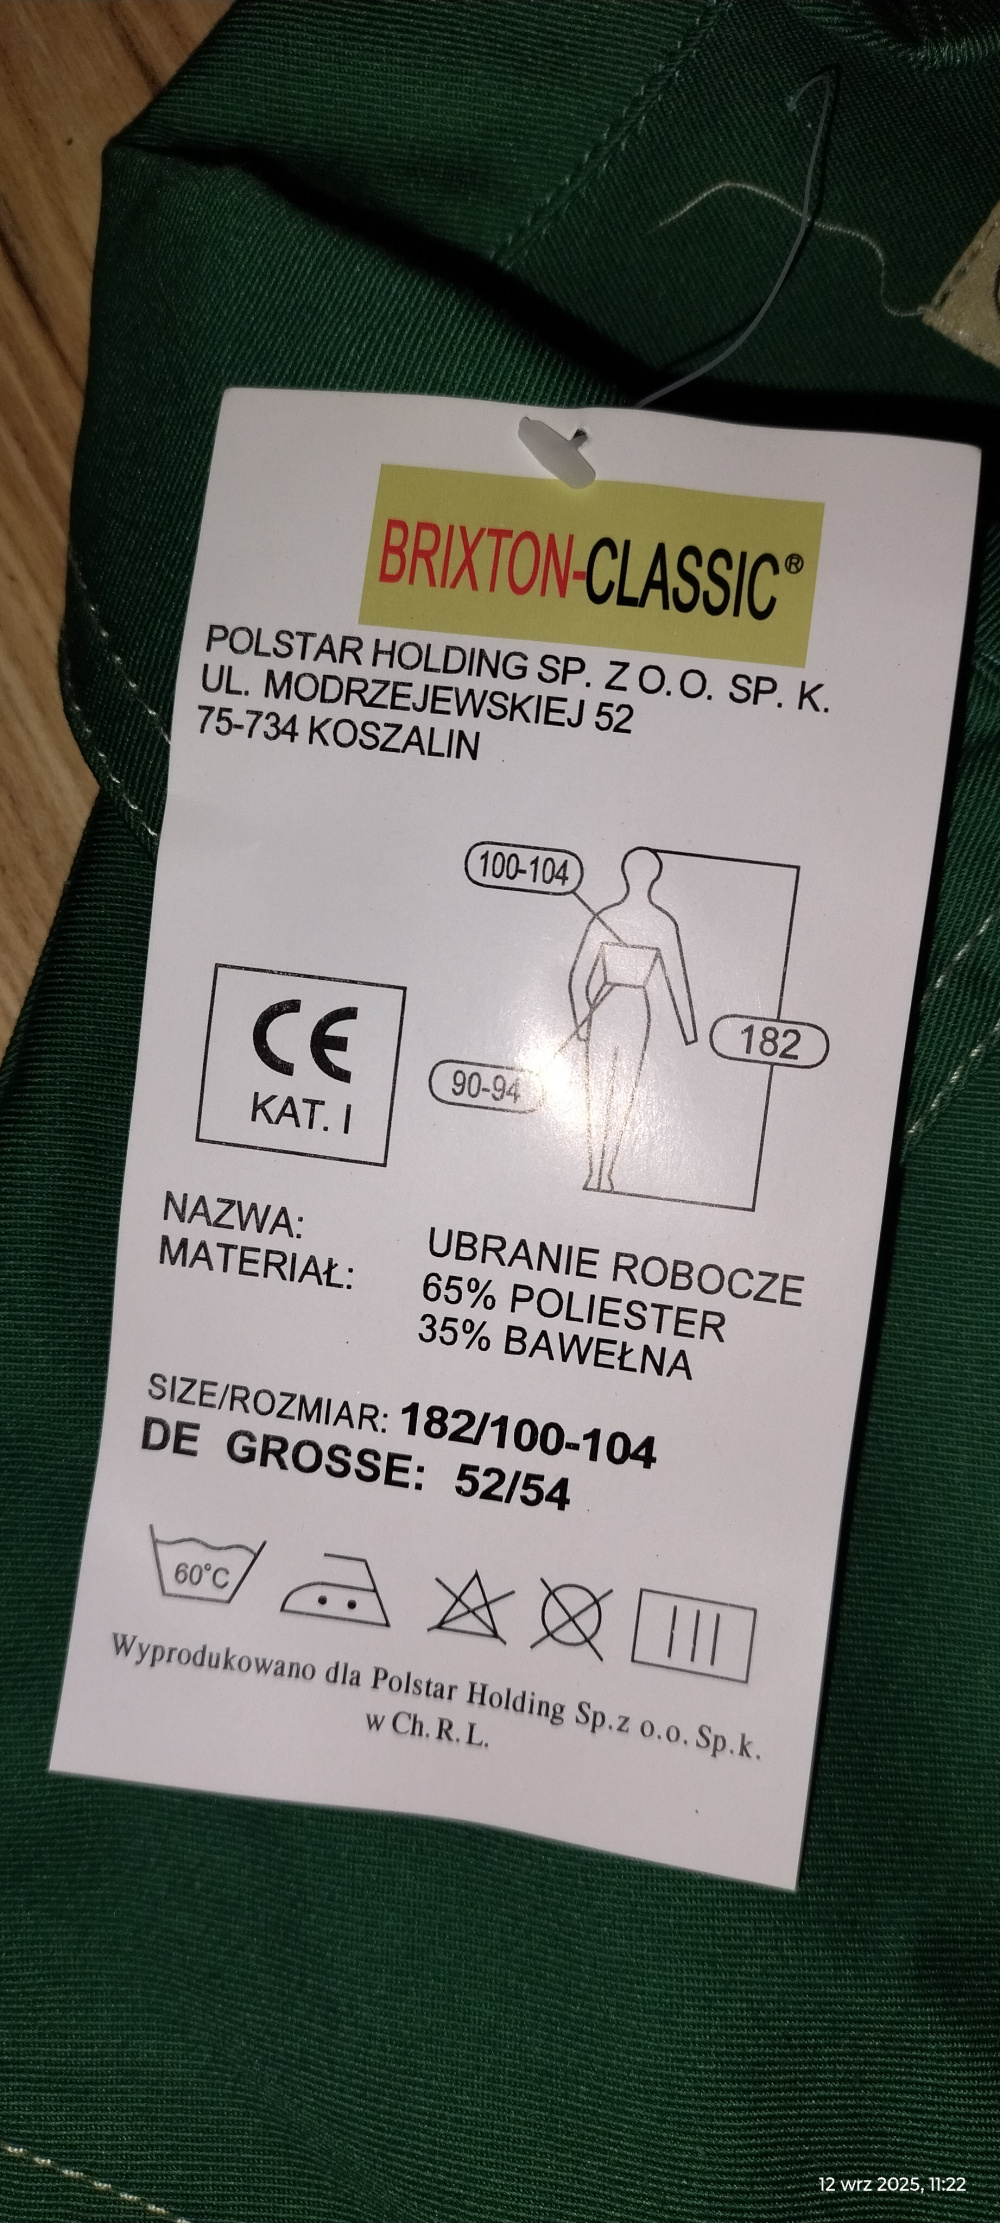 BRIXTON-CLASSIC®
POLSTAR HOLDING SP. Z O.O. SP. K.
UL. MODRZEJEWSKIEJ 52
75-734 KOSZALIN
100-104
182
90-94
CE
KAT. I
NAZWA: UBRANIE ROBOCZE
MATERIAŁ: 65% POLIESTER
35% BAWEŁNA
SIZE/ROZMIAR: 182/100-104
DE GROSSE: 52/54
60°C
Wyprodukowano dla Polstar Holding Sp.z o.o. Sp.k.
w Ch.R.L.
12 wrz 2025, 11:22